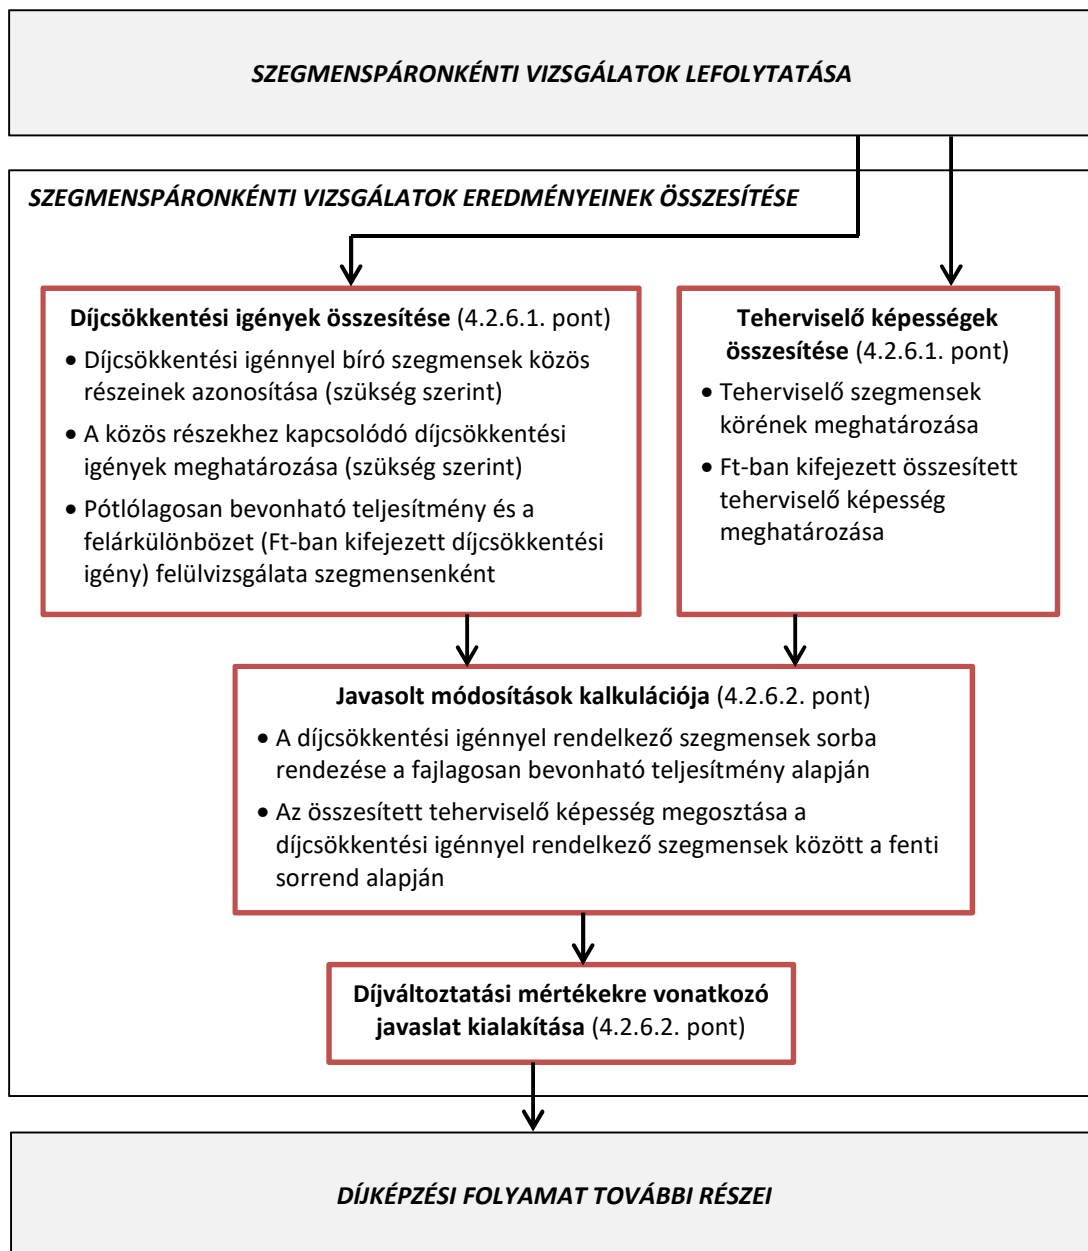 SZEGMENSPÁRONKÉNTI VIZSGÁLATOK LEFOLYTATÁSA
SZEGMENSPÁRONKÉNTI VIZSGÁLATOK EREDMÉNYEINEK ÖSSZESÍTÉSE
Díjcsökkentési igények összesítése (4.2.6.1. pont)
• Díjcsökkentési igénnyel bíró szegmensek közös
részeinek azonosítása (szükség szerint)
• A közös részekhez kapcsolódó díjcsökkentési
igények meghatározása (szükség szerint)
• Pótlólagosan bevonható teljesítmény és a
felárkülönbözet (Ft-ban kifejezett díjcsökkentési
igény) felülvizsgálata szegmensenként
Teherviselő képességek
összesítése (4.2.6.1. pont)
• Teherviselő szegmensek
körének meghatározása
• Ft-ban kifejezett összesített
teherviselő képesség
meghatározása
Javasolt módosítások kalkulációja (4.2.6.2. pont)
• A díjcsökkentési igénnyel rendelkező szegmensek sorba
rendezése a fajlagosan bevonható teljesítmény alapján
• Az összesített teherviselő képesség megosztása a
díjcsökkentési igénnyel rendelkező szegmensek között a fenti
sorrend alapján
Díjváltoztatási mértékekre vonatkozó
javaslat kialakítása (4.2.6.2. pont)
DÍJKÉPZÉSI FOLYAMAT TOVÁBBI RÉSZEI